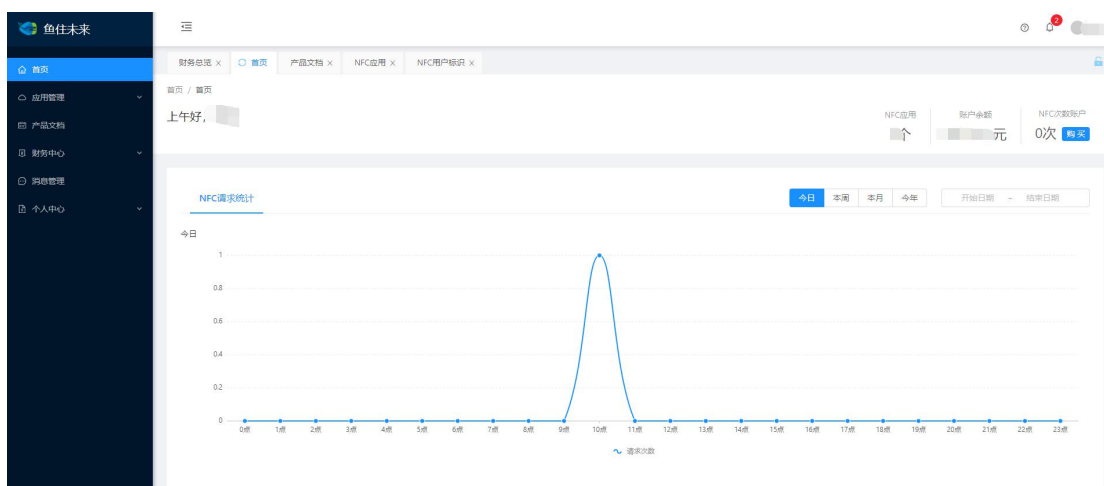 鱼住未来
2
财务总览 × 首页 产品文档 × NFC应用 × NFC用户标识 ×
首页
应用管理
产品文档
财务中心
消息管理
个人中心
首页 / 首页
上午好,
NFC应用 账户余额 NFC次数账户
个 元 0次 购买
NFC请求统计
今日 本周 本月 今年 开始日期 ~ 结束日期
今日
1
0.8
0.6
0.4
0.2
0
0点 1点 2点 3点 4点 5点 6点 7点 8点 9点 10点 11点 12点 13点 14点 15点 16点 17点 18点 19点 20点 21点 22点 23点
请求次数